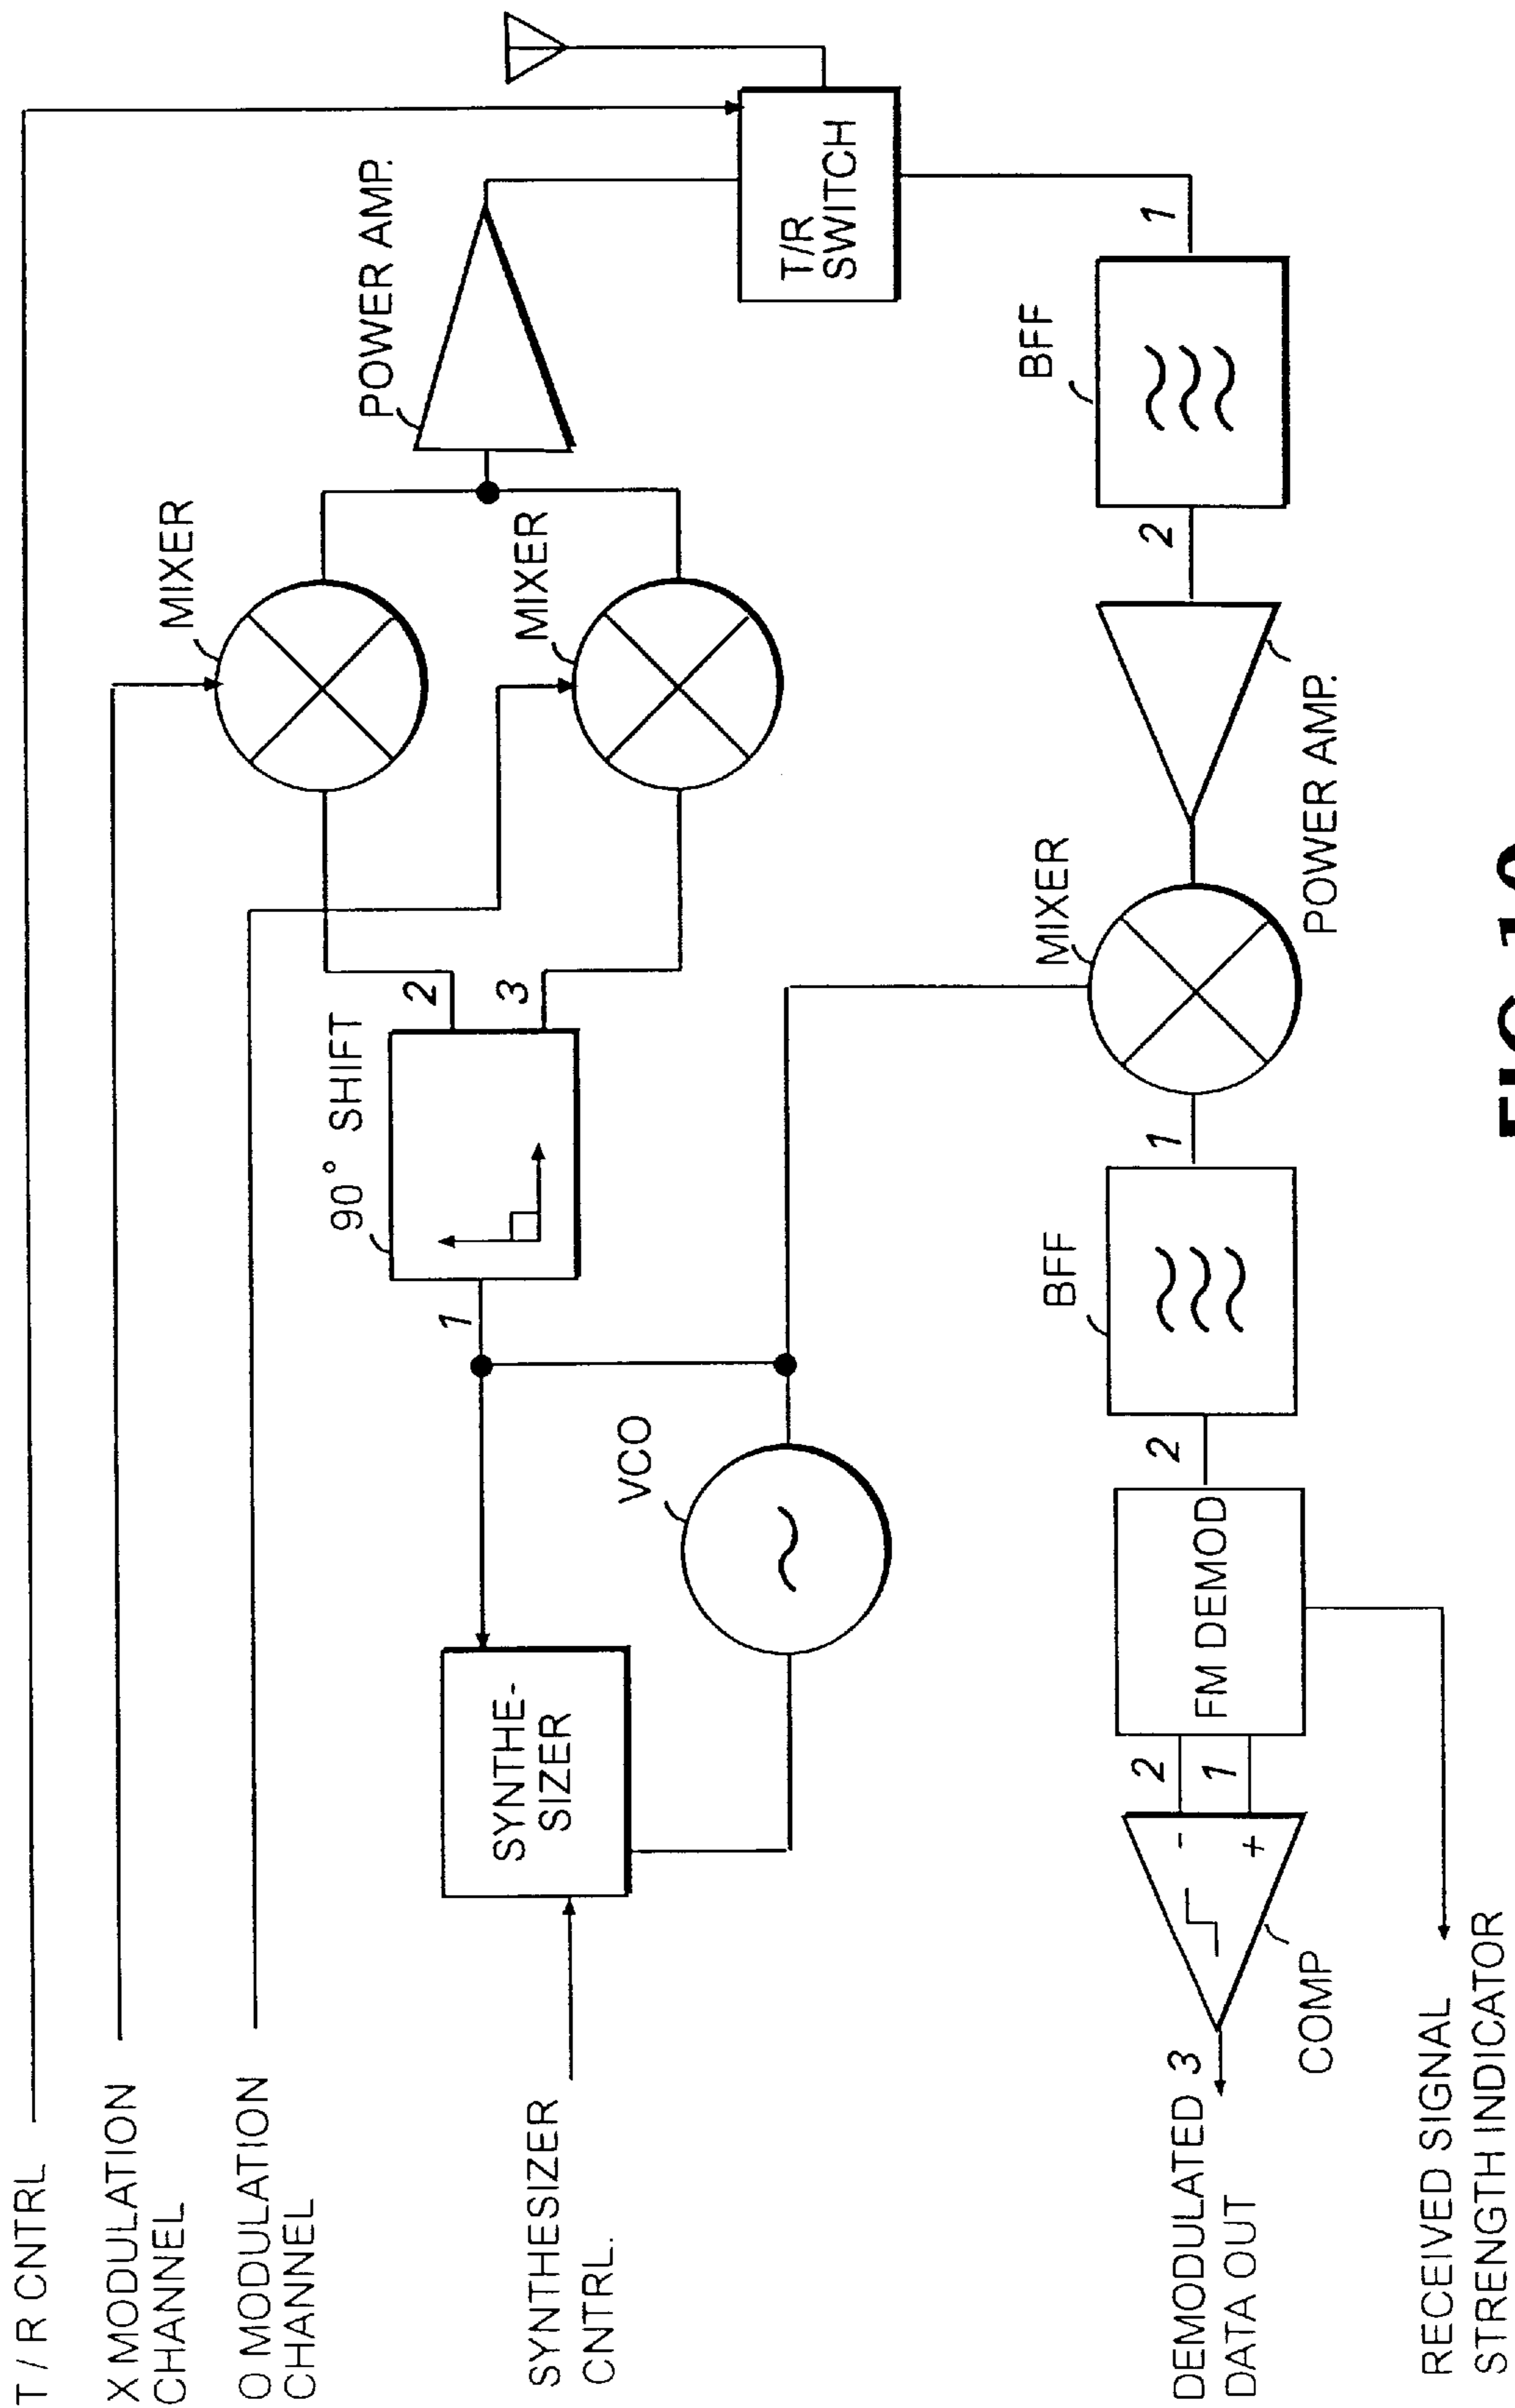 T / R CNTRL
X MODULATION
CHANNEL
O MODULATION
CHANNEL
SYNTHESIZER
CNTRL.
MIXER
MIXER
POWER AMP.
90° SHIFT
1
2
3
SYNTHE-
SIZER
VCO
T/R
SWITCH
DEMODULATED
DATA OUT
3
COMP
-
+
2
1
FM DEMOD
2
BFF
1
MIXER
POWER AMP.
2
BFF
1
RECEIVED SIGNAL
STRENGTH INDICATOR